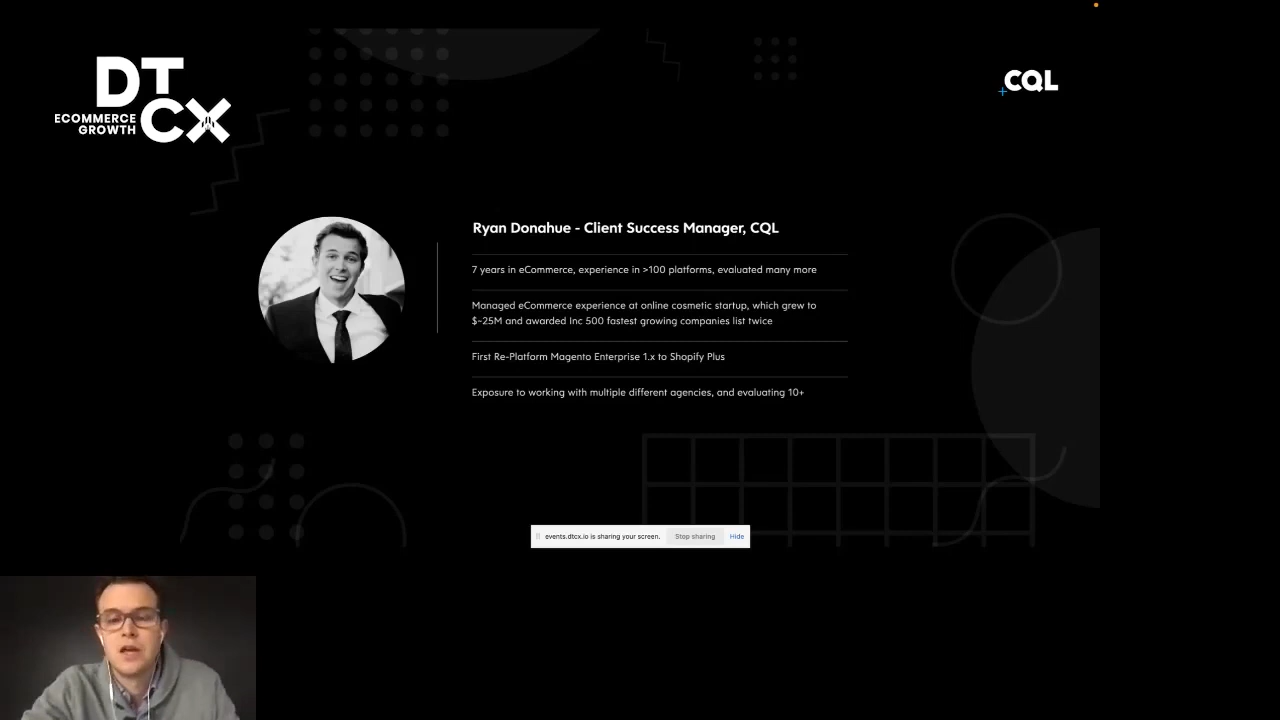 DT
ECOMMERCE
GROWTH
CX
CQL
Ryan Donahue - Client Success Manager, CQL
7 years in eCommerce, experience in >100 platforms, evaluated many more
Managed eCommerce experience at online cosmetic startup, which grew to
$~25M and awarded Inc 500 fastest growing companies list twice
First Re-Platform Magento Enterprise 1.x to Shopify Plus
Exposure to working with multiple different agencies, and evaluating 10+
events.dtcx.io is sharing your screen. Stop sharing Hide